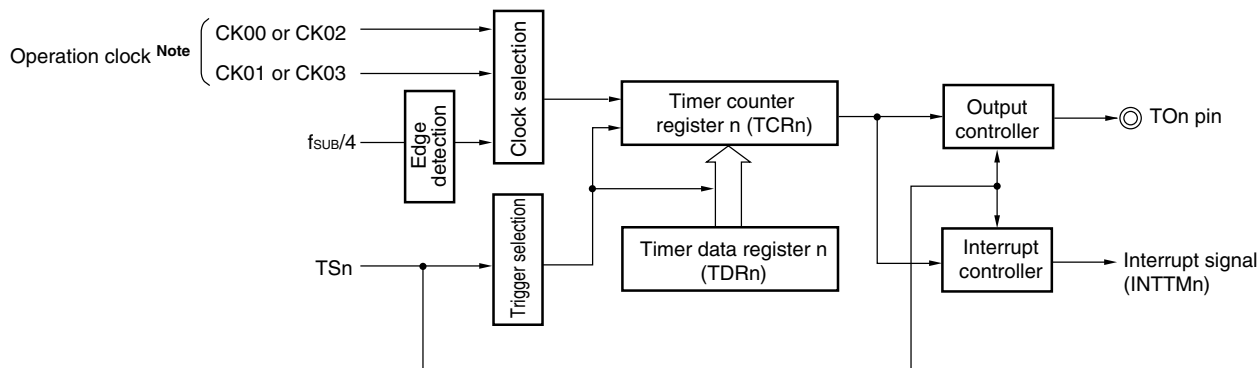 Operation clock Note
CK00 or CK02
CK01 or CK03
fSUB/4
Edge
detection
Clock selection
TSn
Trigger selection
Timer counter
register n (TCRn)
Timer data register n
(TDRn)
Output
controller
TOn pin
Interrupt
controller
Interrupt signal
(INTTMn)